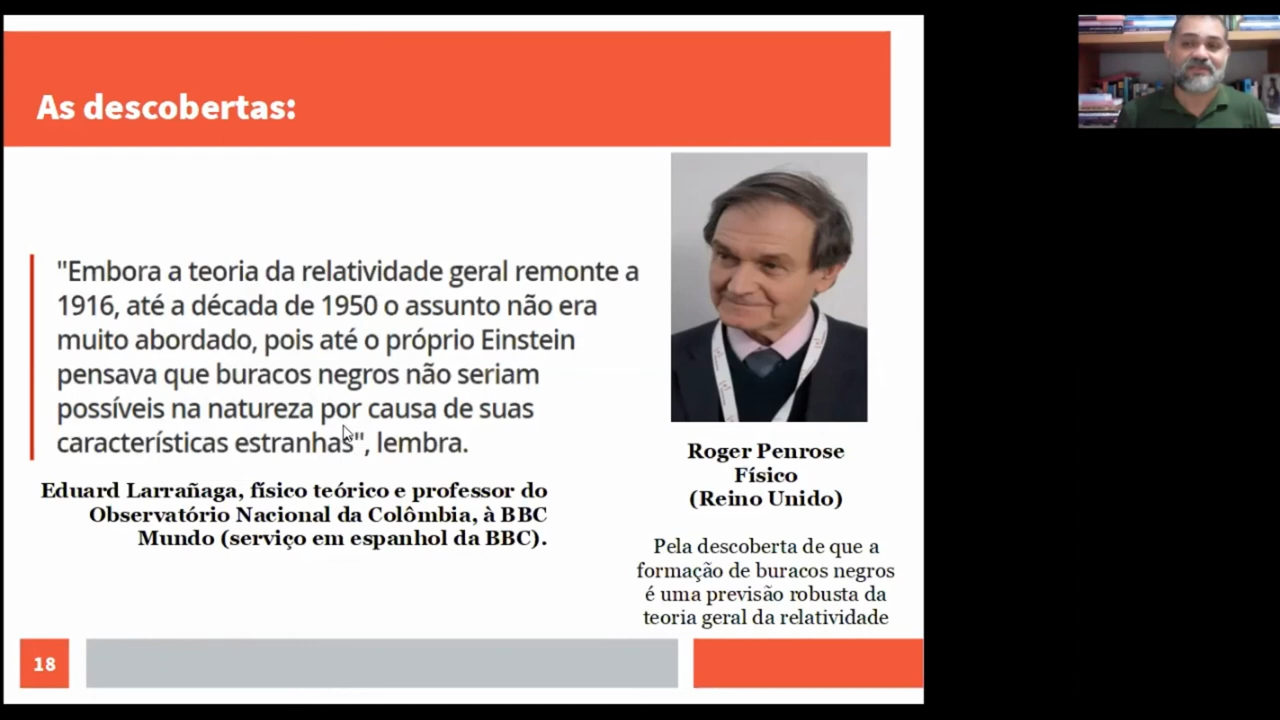 As descobertas:
"Embora a teoria da relatividade geral remonte a
1916, até a década de 1950 o assunto não era
muito abordado, pois até o próprio Einstein
pensava que buracos negros não seriam
possíveis na natureza por causa de suas
características estranhas", lembra.
Eduard Larrañaga, físico teórico e professor do
Observatório Nacional da Colômbia, à BBC
Mundo (serviço em espanhol da BBC).
Roger Penrose
Físico
(Reino Unido)
Pela descoberta de que a
formação de buracos negros
é uma previsão robusta da
teoria geral da relatividade
18